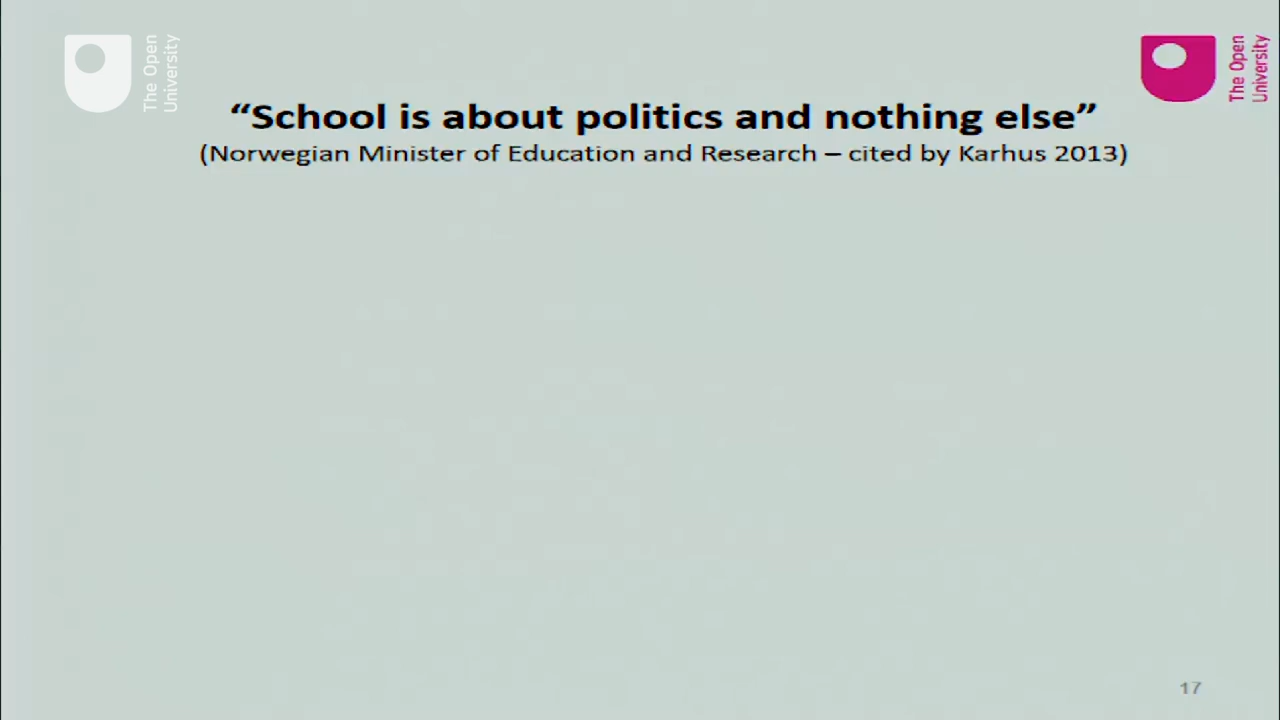 The Open
University
The Open
University
“School is about politics and nothing else”
(Norwegian Minister of Education and Research – cited by Karhus 2013)
17